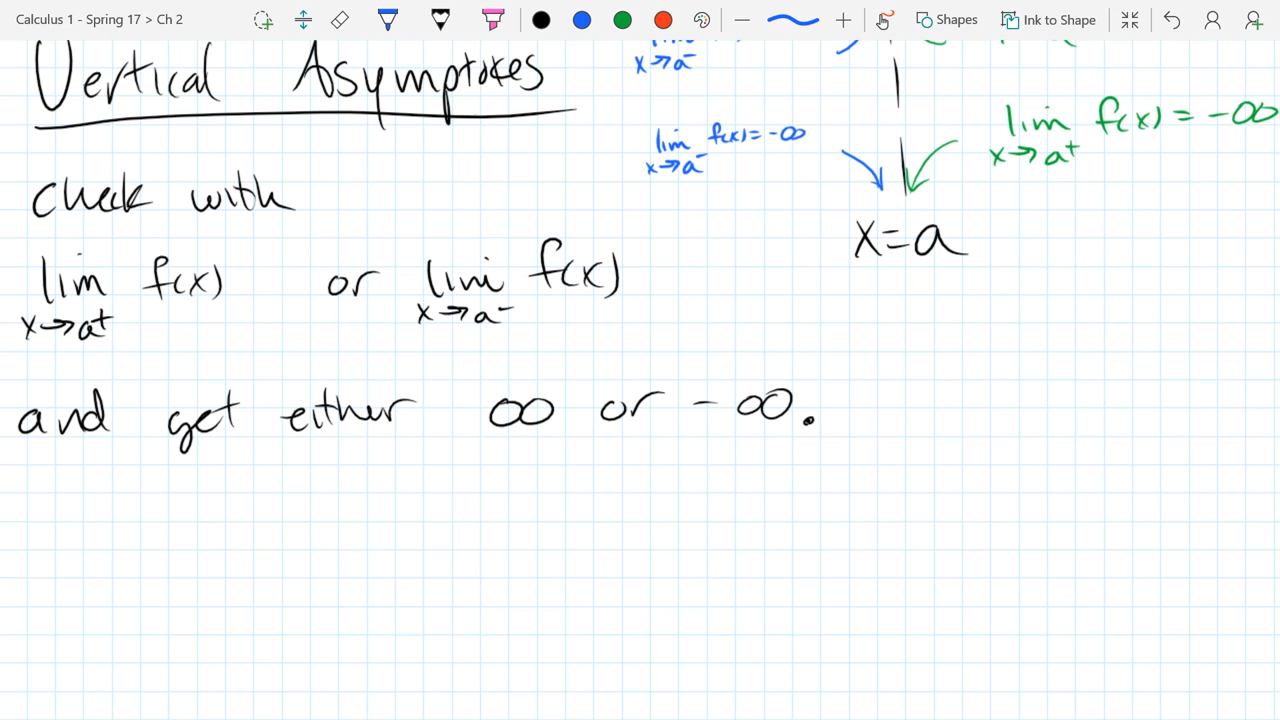 Calculus 1 - Spring 17 > Ch 2
Shapes
Ink to Shape
Vertical Asymptotes
x→a⁻
lim f(x) = -∞
x→a⁻
lim f(x) = -∞
x→a⁺
x=a
check with
lim f(x) or lim f(x)
x→a⁺ x→a⁻
and get either ∞ or -∞.